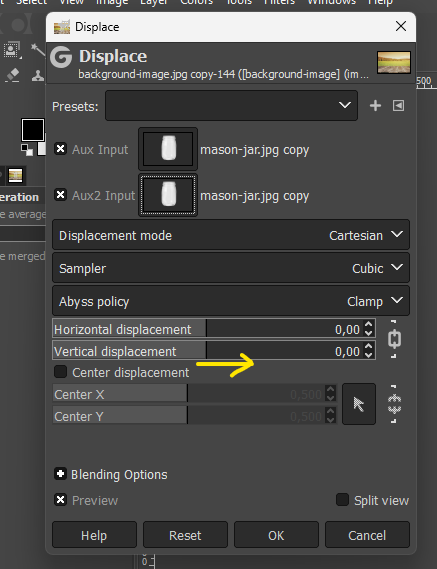 Select View Image Layer Colors Tools Filters Windows Help
Displace
Displace
background-image.jpg copy-144 ([background-image] (im...
500
Presets:
Aux Input mason-jar.jpg copy
Aux2 Input mason-jar.jpg copy
eration
e average
e merged
Displacement mode Cartesian
Sampler Cubic
Abyss policy Clamp
Horizontal displacement 0,00
Vertical displacement 0,00
Center displacement
Center X 0,500
Center Y 0,500
Blending Options
Preview Split view
Help Reset OK Cancel
0